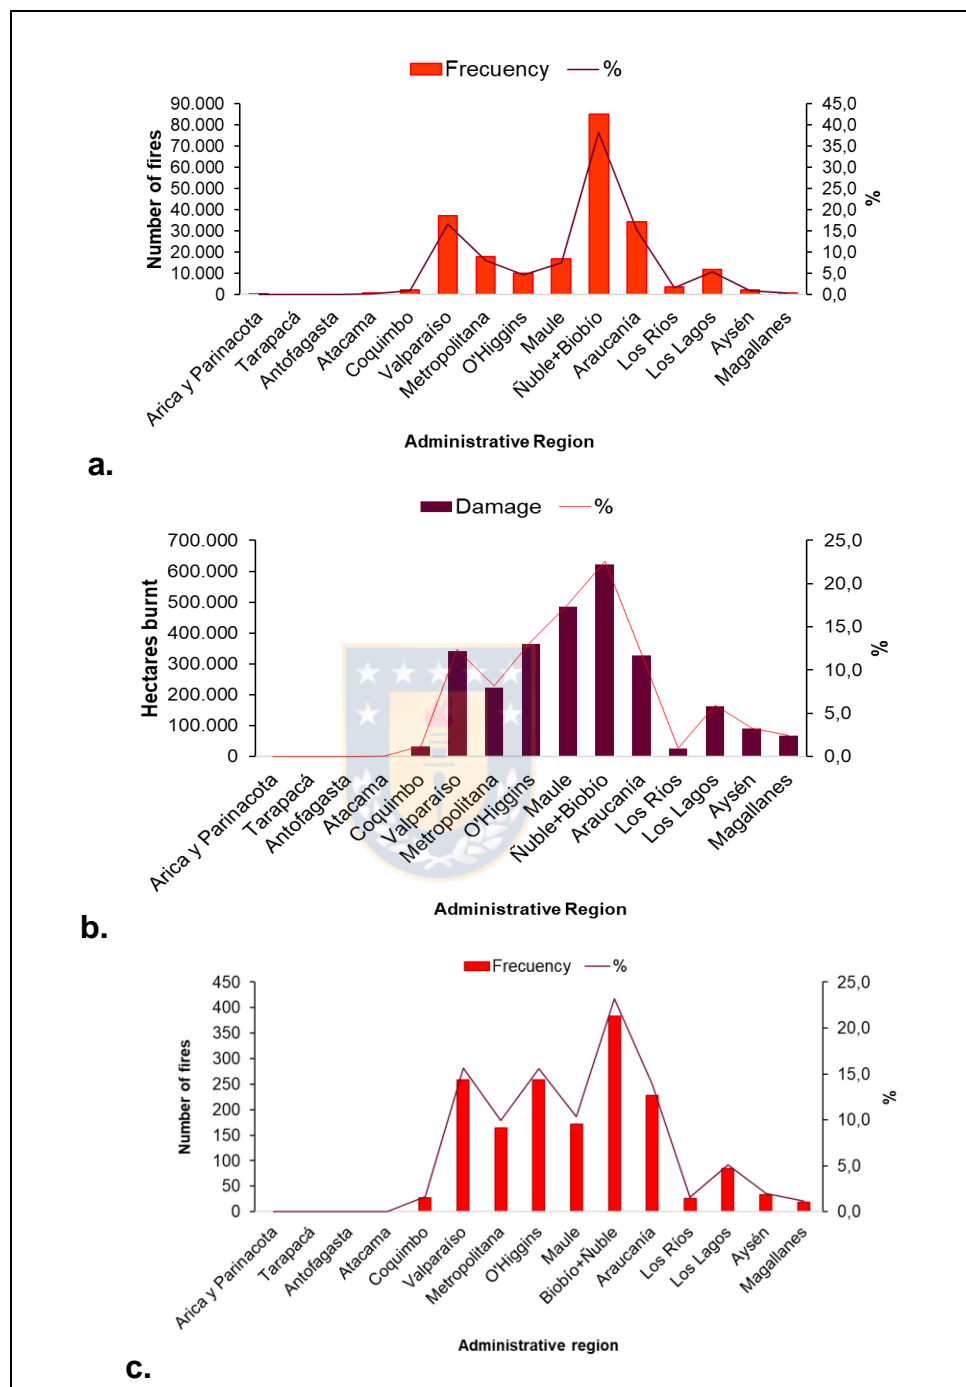 Frecuency %
90.000 45,0
80.000 40,0
70.000 35,0
60.000 30,0
50.000 25,0
40.000 20,0
30.000 15,0
20.000 10,0
10.000 5,0
0 0,0
Number of fires
%
Arica y Parinacota
Tarapacá
Antofagasta
Atacama
Coquimbo
Valparaíso
Metropolitana
O'Higgins
Maule
Ñuble+Biobío
Araucanía
Los Ríos
Los Lagos
Aysén
Magallanes
Administrative Region
a.
Damage %
700.000 25,0
600.000 20,0
500.000 15,0
400.000 10,0
300.000 5,0
200.000 0,0
100.000
0
Hectares burnt
%
Arica y Parinacota
Tarapacá
Antofagasta
Atacama
Coquimbo
Valparaíso
Metropolitana
O'Higgins
Maule
Ñuble+Biobío
Araucanía
Los Ríos
Los Lagos
Aysén
Magallanes
Administrative Region
b.
Frecuency %
450 25,0
400 20,0
350 15,0
300 10,0
250 5,0
200 0,0
150
100
50
0
Number of fires
%
Arica y Parinacota
Tarapacá
Antofagasta
Atacama
Coquimbo
Valparaíso
Metropolitana
O'Higgins
Maule
Biobío+Ñuble
Araucanía
Los Ríos
Los Lagos
Aysén
Magallanes
Administrative region
c.